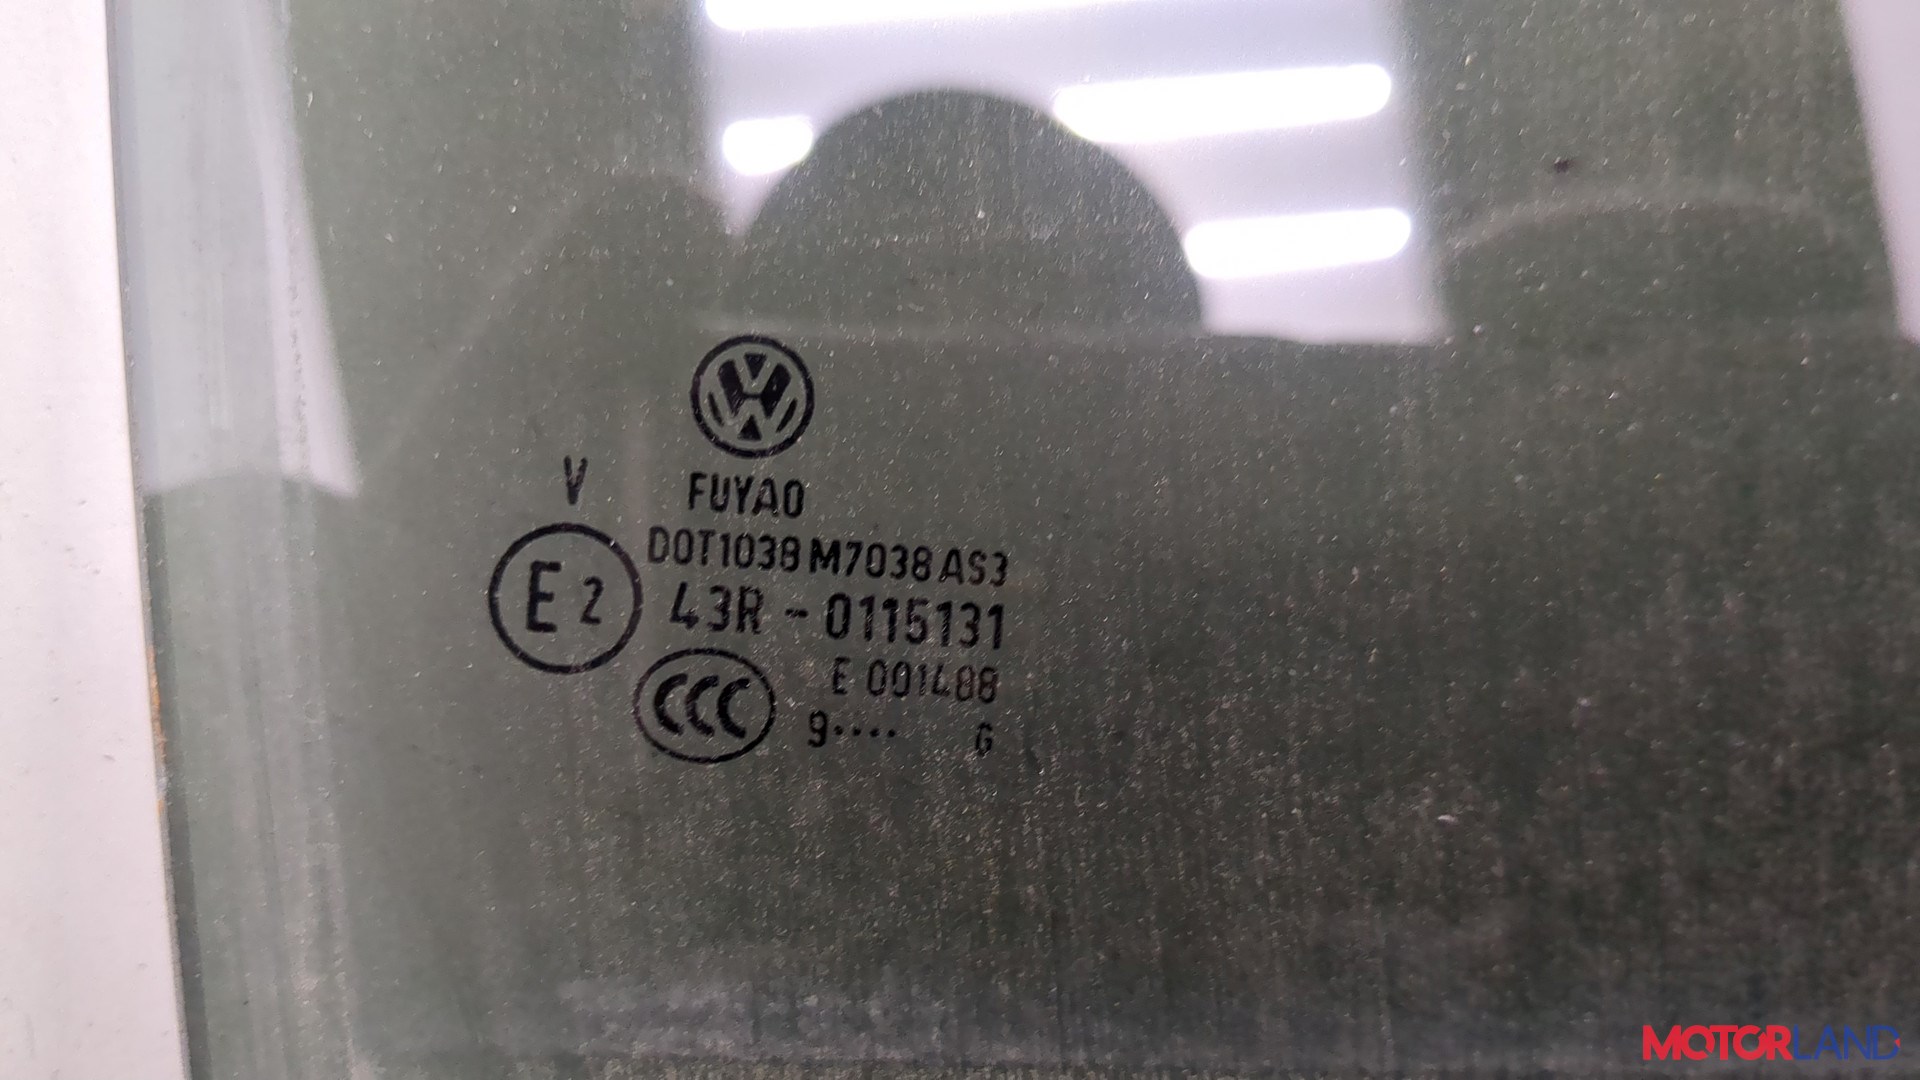 V
FUYAO
DOT1038 M7038 AS3
E2
43R - 0115131
CCC
E 001488
9···· G
MOTORLAND